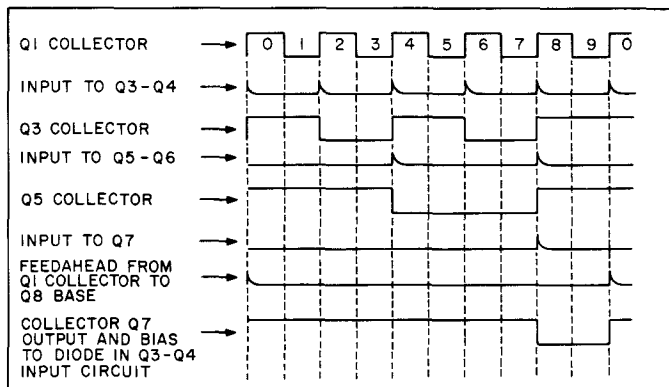 Q1 COLLECTOR
0 1 2 3 4 5 6 7 8 9 0
INPUT TO Q3-Q4
Q3 COLLECTOR
INPUT TO Q5-Q6
Q5 COLLECTOR
INPUT TO Q7
FEEDAHEAD FROM
Q1 COLLECTOR TO
Q8 BASE
COLLECTOR Q7
OUTPUT AND BIAS
TO DIODE IN Q3-Q4
INPUT CIRCUIT